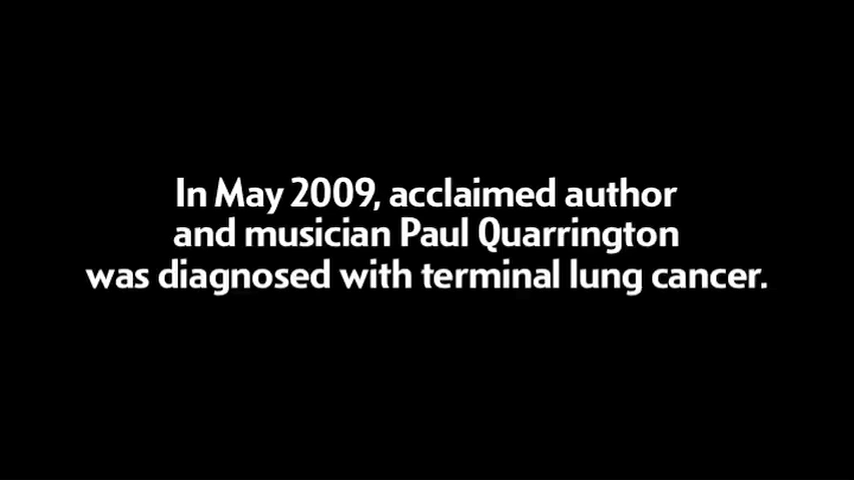 In May 2009, acclaimed author
and musician Paul Quarrington
was diagnosed with terminal lung cancer.